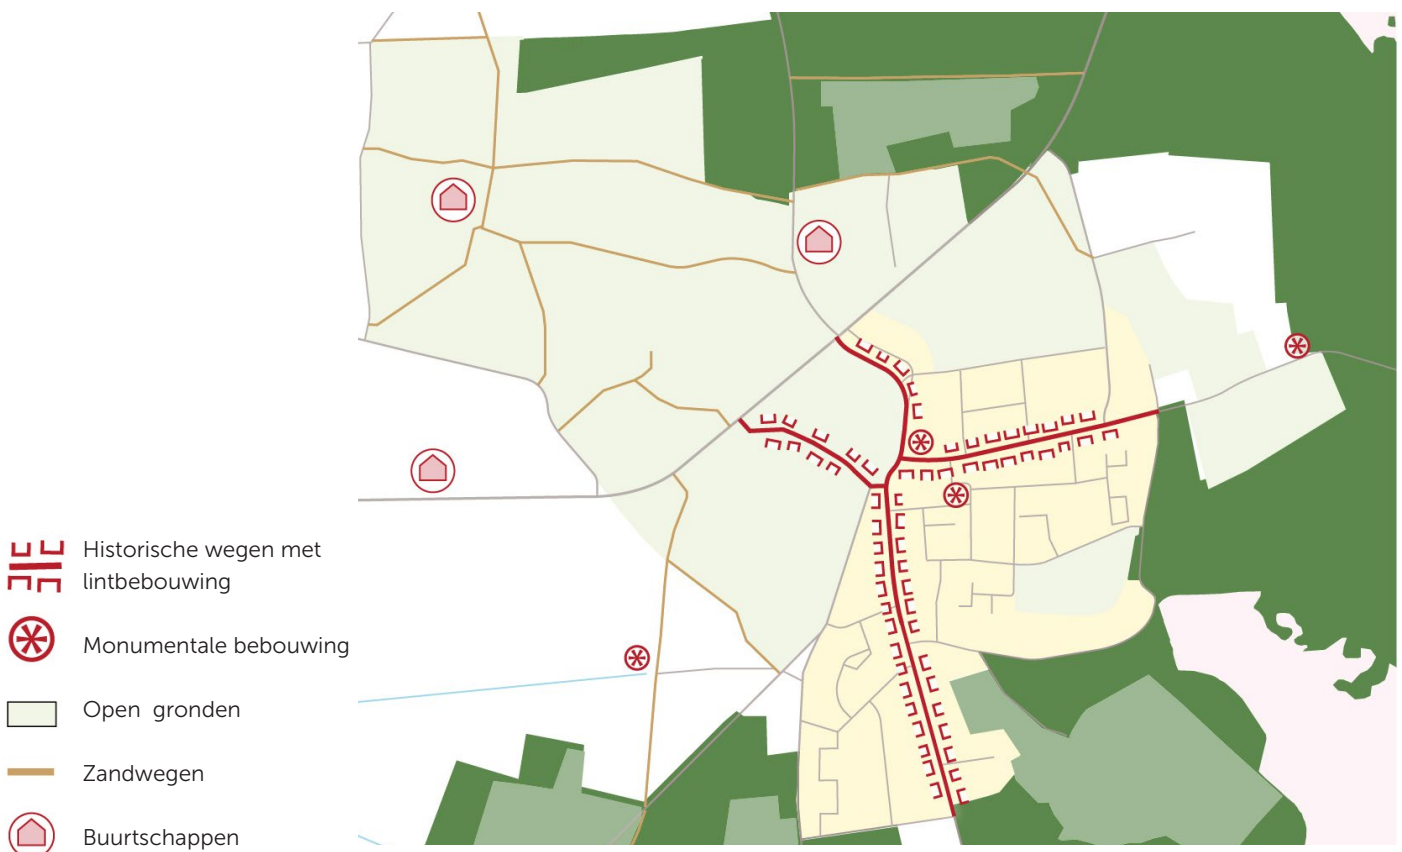 Historische wegen met
lintbebouwing
Monumentale bebouwing
Open gronden
Zandwegen
Buurtschappen